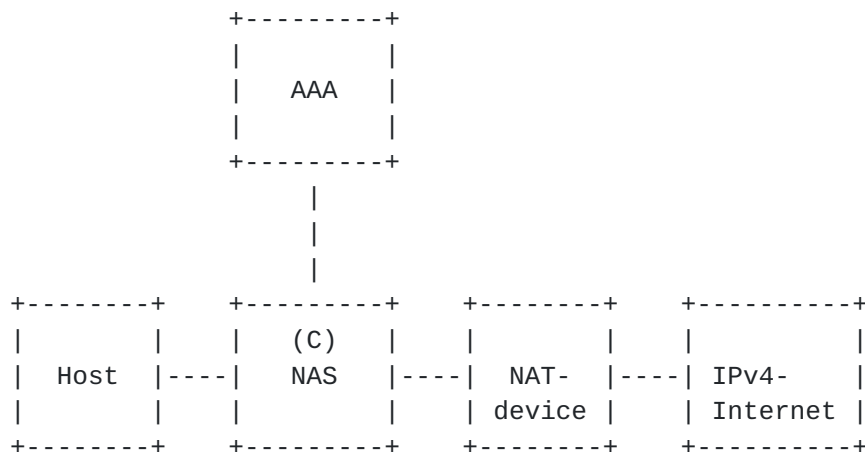 AAA
(C)
Host NAS NAT- IPv4-
device Internet